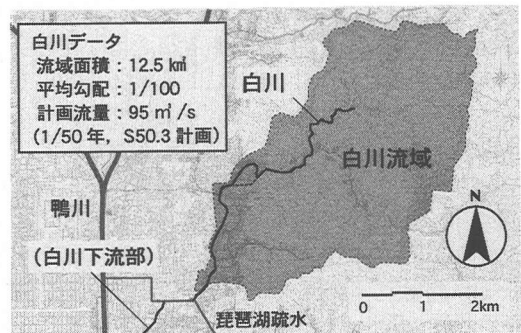 白川データ
流域面積：12.5 k㎡
平均勾配：1/100
計画流量：95 ㎥/s
(1/50 年，S50.3 計画)
白川
白川流域
鴨川
N
(白川下流部)
琵琶湖疏水
0 1 2km